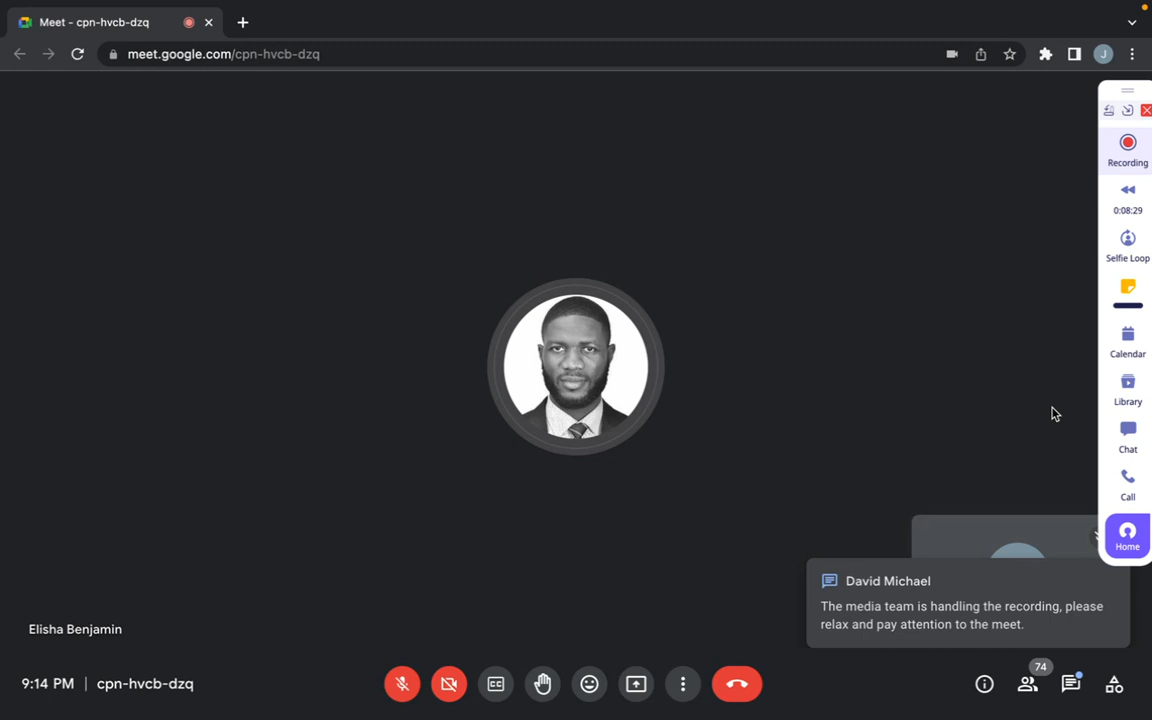 Meet - cpn-hvcb-dzq
meet.google.com/cpn-hvcb-dzq
J
Recording
0:08:29
Selfie Loop
Calendar
Library
Chat
Call
Home
David Michael
The media team is handling the recording, please
relax and pay attention to the meet.
Elisha Benjamin
9:14 PM | cpn-hvcb-dzq
CC
74